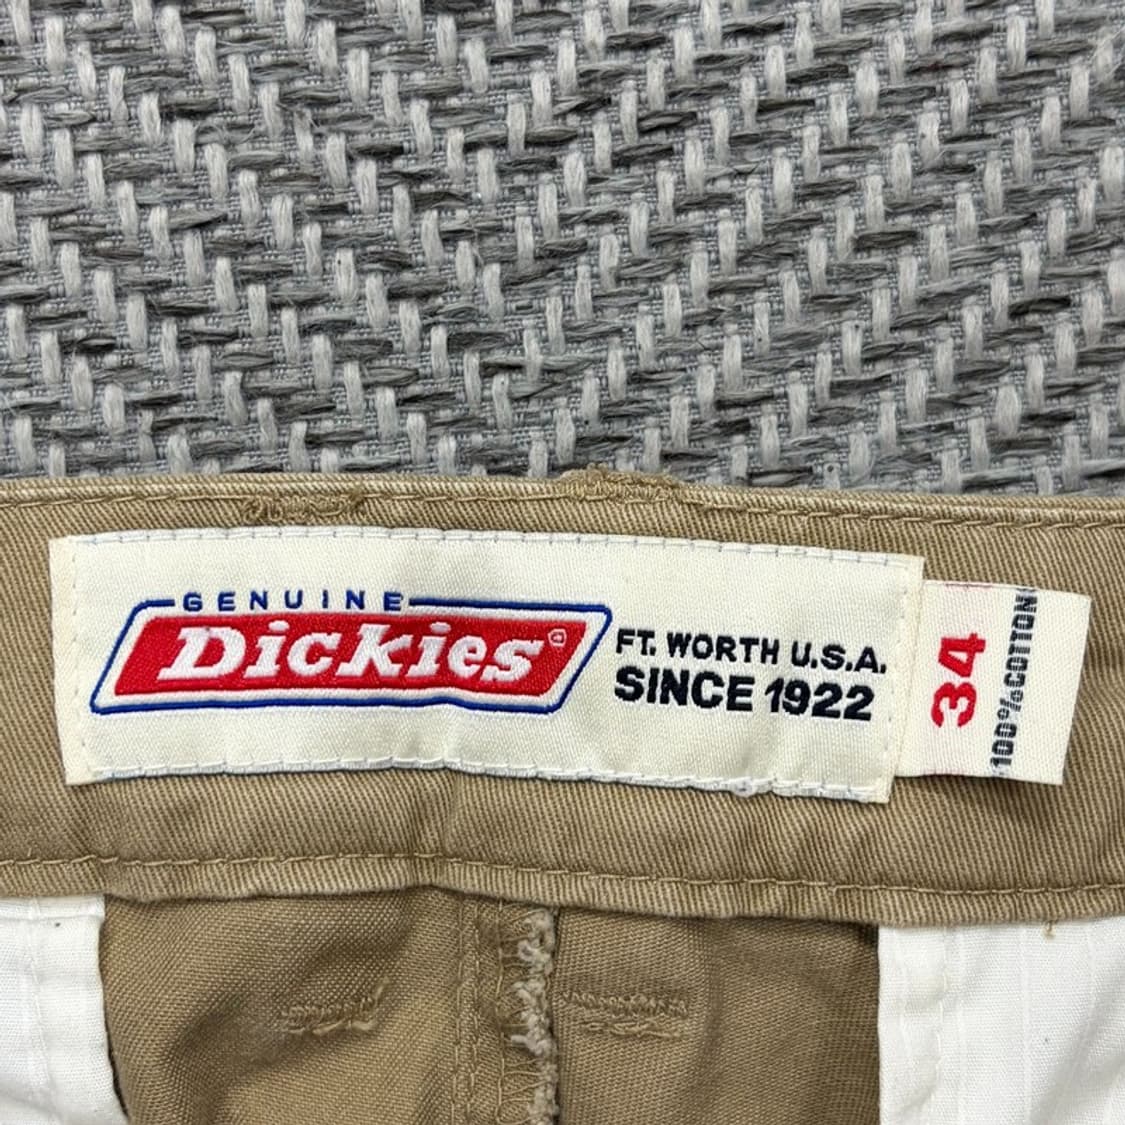 GENUINE
Dickies®
FT. WORTH U.S.A.
SINCE 1922
34
100% COTTON